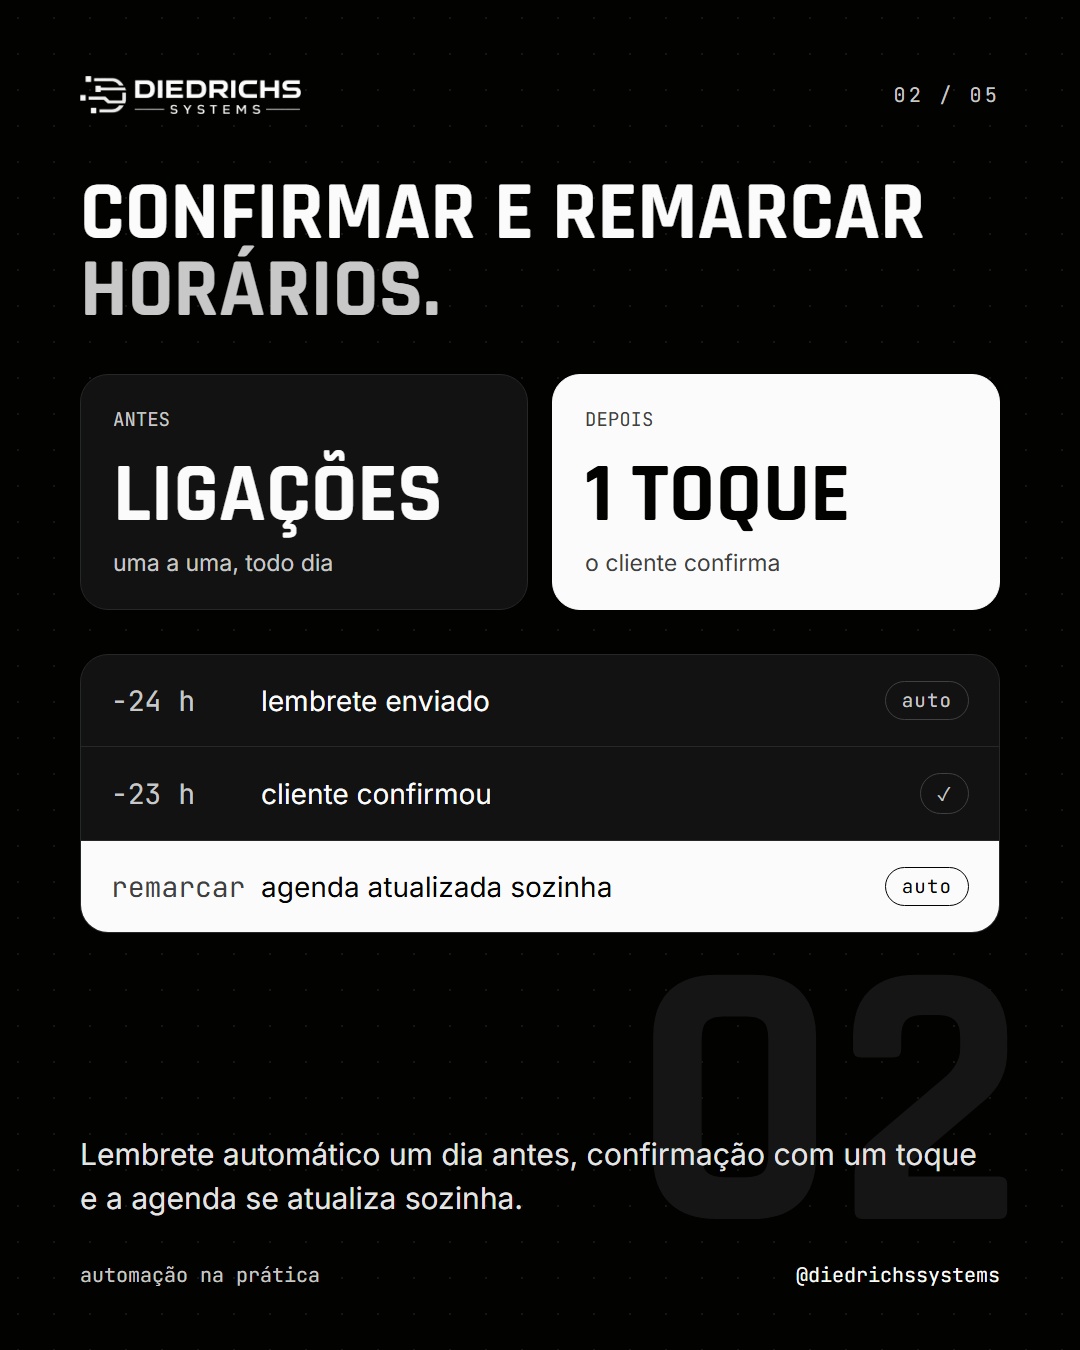 DIEDRICHS
SYSTEMS
02 / 05
CONFIRMAR E REMARCAR
HORÁRIOS.
ANTES
LIGAÇÕES
uma a uma, todo dia
DEPOIS
1 TOQUE
o cliente confirma
-24 h lembrete enviado auto
-23 h cliente confirmou ✓
remarcar agenda atualizada sozinha auto
02
Lembrete automático um dia antes, confirmação com um toque
e a agenda se atualiza sozinha.
automação na prática
@diedrichssystems